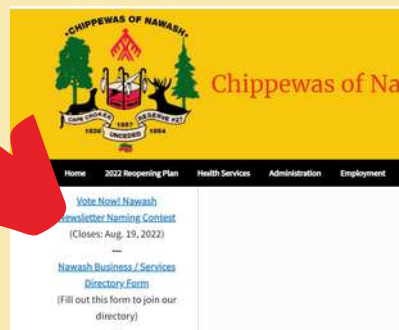 CHIPPEWAS OF NAWASH
CAPE CROKER RESERVE #27
1836 1857 1854
UNCEDED
Chippewas of Na
Home 2022 Reopening Plan Health Services Administration Employment
Vote Now! Nawash
ewsletter Naming Contest
(Closes: Aug. 19, 2022)
---
Nawash Business / Services
Directory Form
(Fill out this form to join our
directory)